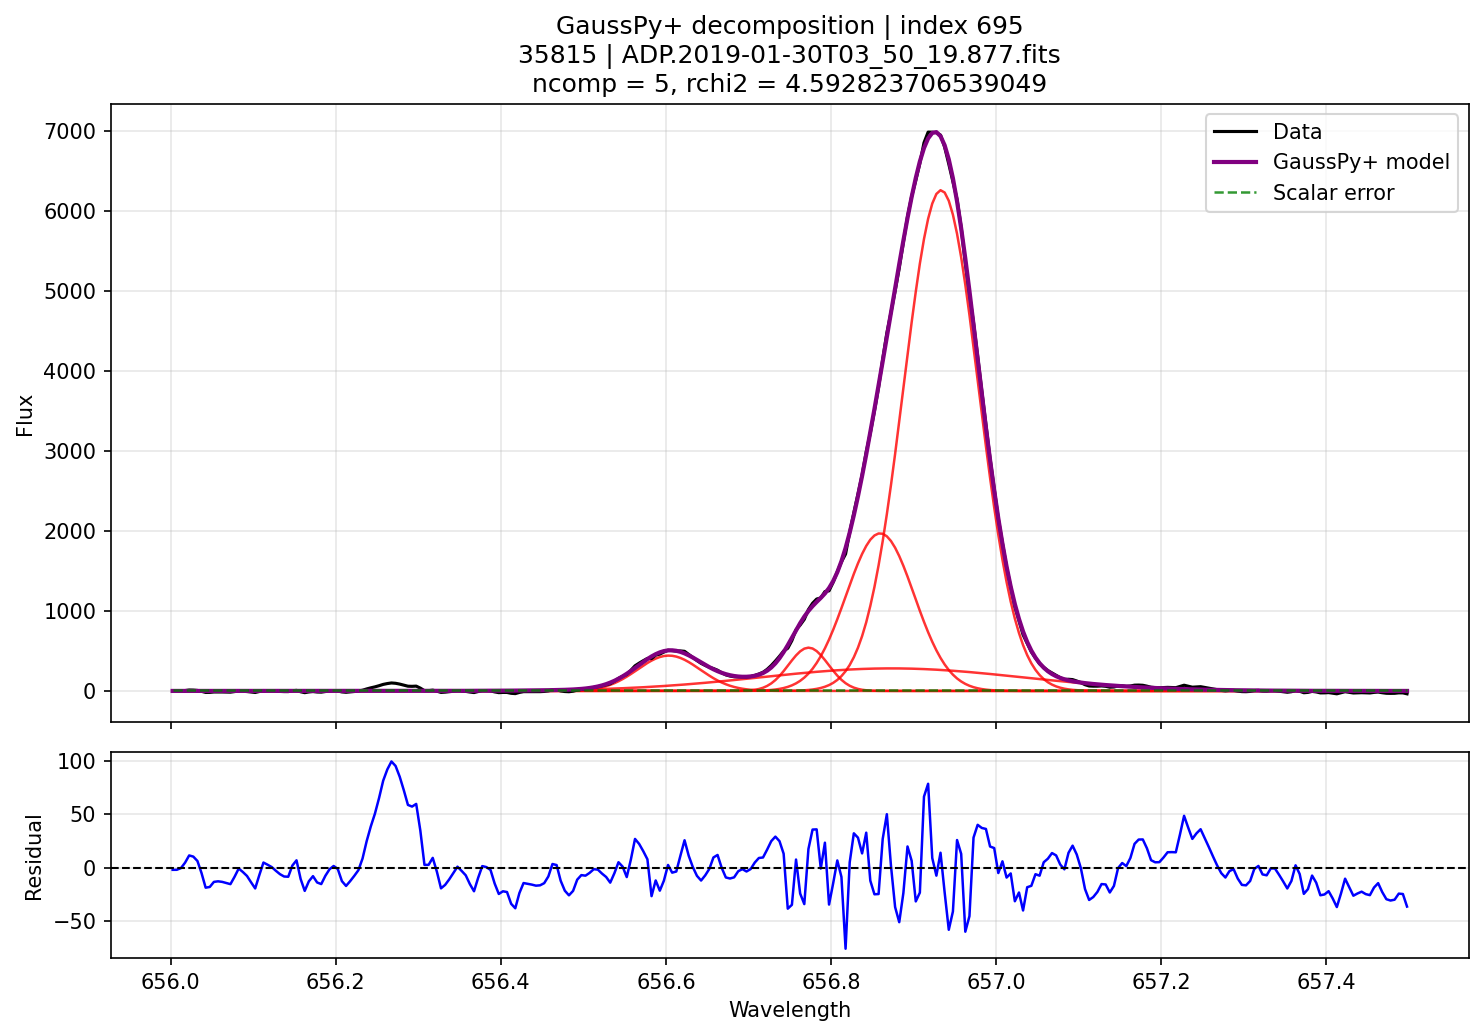 GaussPy+ decomposition | index 695
35815 | ADP.2019-01-30T03_50_19.877.fits
ncomp = 5, rchi2 = 4.592823706539049
Data
GaussPy+ model
Scalar error
7000
6000
5000
4000
3000
2000
1000
0
Flux
100
50
0
−50
Residual
656.0 656.2 656.4 656.6 656.8 657.0 657.2 657.4
Wavelength